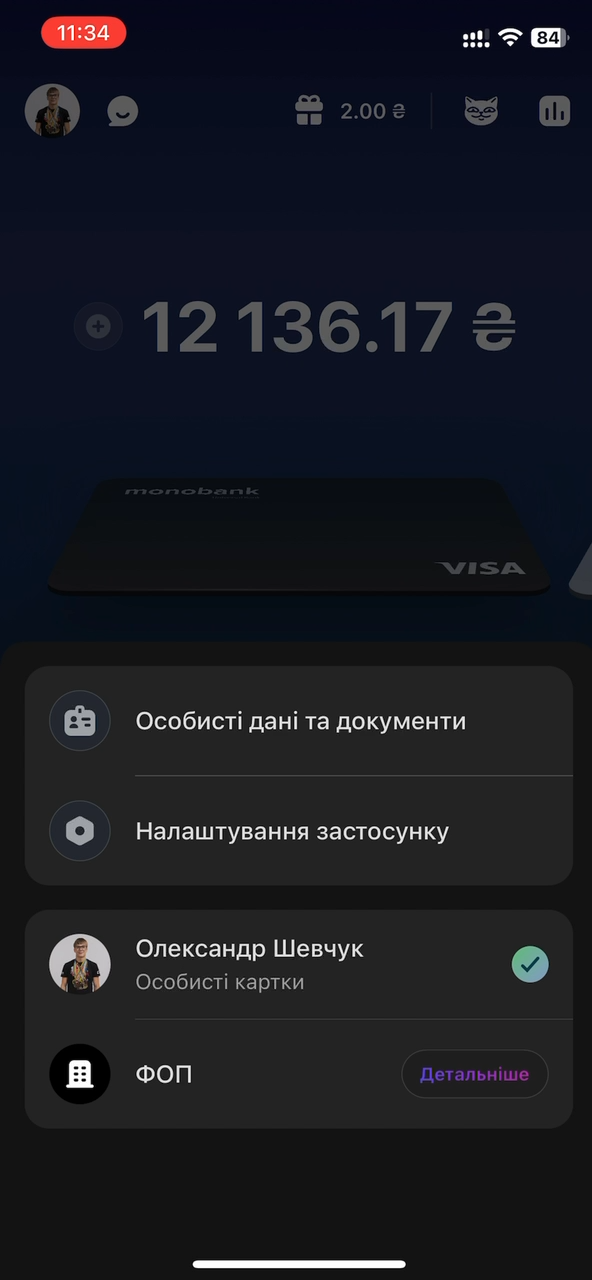 11:34
84
2.00 ₴
12 136.17 ₴
monobank
VISA
Особисті дані та документи
Налаштування застосунку
Олександр Шевчук
Особисті картки
ФОП
Детальніше